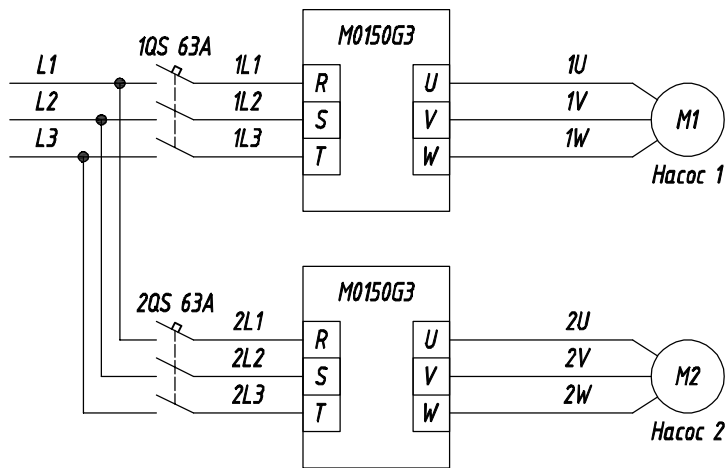 M0150G3
1QS 63A
L1
1L1
R
U
1U
L2
1L2
S
V
1V
M1
L3
1L3
T
W
1W
Насос 1
M0150G3
2QS 63A
2L1
R
U
2U
2L2
S
V
2V
M2
2L3
T
W
2W
Насос 2